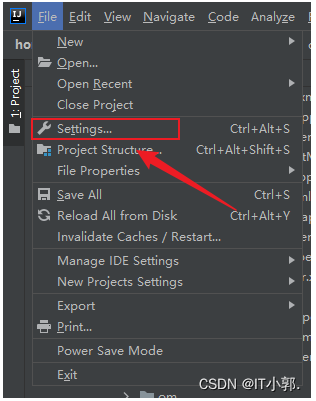 IJ File Edit View Navigate Code Analyze
ho
1: Project
New
Open...
Open Recent
Close Project
Settings... Ctrl+Alt+S
Project Structure... Ctrl+Alt+Shift+S
File Properties
Save All Ctrl+S
Reload All from Disk Ctrl+Alt+Y
Invalidate Caches / Restart...
Manage IDE Settings
New Projects Settings
Export
Print...
Power Save Mode
Exit
om
CSDN @IT小郭.